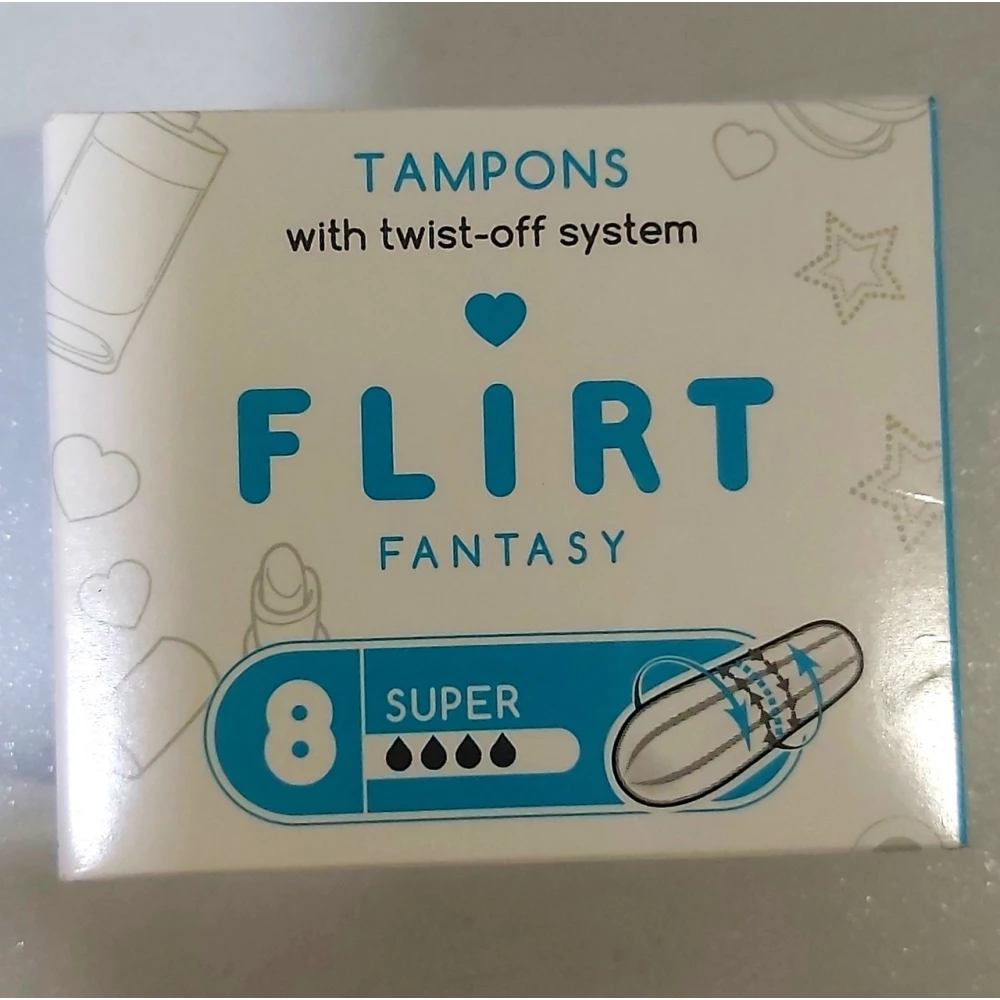 TAMPONS
with twist-off system
FLIRT
FANTASY
8 SUPER